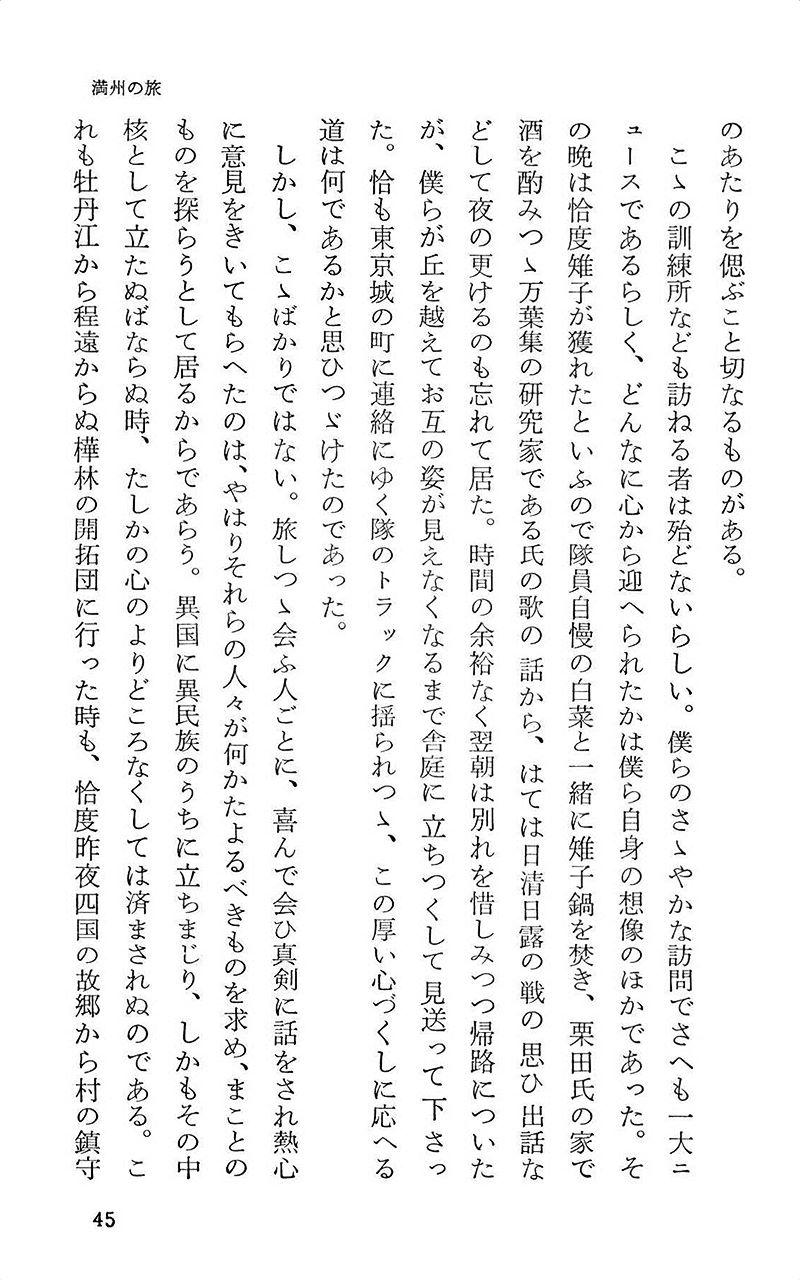 満州の旅
のあたりを偲ぶこと切なるものがある。
こゝの訓練所なども訪ねる者は殆どないらしい。僕らのさゝやかな訪問でさへも一大ニ
ュースであるらしく、どんなに心から迎へられたかは僕ら自身の想像のほかであった。そ
の晩は恰度雉子が獲れたといふので隊員自慢の白菜と一緒に雉子鍋を焚き、栗田氏の家で
酒を酌みつゝ万葉集の研究家である氏の歌の話から、はては日清日露の戦の思ひ出話な
どして夜の更けるのも忘れて居た。時間の余裕なく翌朝は別れを惜しみつつ帰路についた
が、僕らが丘を越えてお互の姿が見えなくなるまで舎庭に立ちつくして見送って下さっ
た。恰も東京城の町に連絡にゆく隊のトラックに揺られつゝ、この厚い心づくしに応へる
道は何であるかと思ひつゞけたのであった。
しかし、こゝばかりではない。旅しつゝ会ふ人ごとに、喜んで会ひ真剣に話をされ熱心
に意見をきいてもらへたのは、やはりそれらの人々が何かたよるべきものを求め、まことの
ものを探らうとして居るからであらう。異国に異民族のうちに立ちまじり、しかもその中
核として立たぬばならぬ時、たしかの心のよりどころなくしては済まされぬのである。こ
れも牡丹江から程遠からぬ樺林の開拓団に行った時も、恰度昨夜四国の故郷から村の鎮守
45